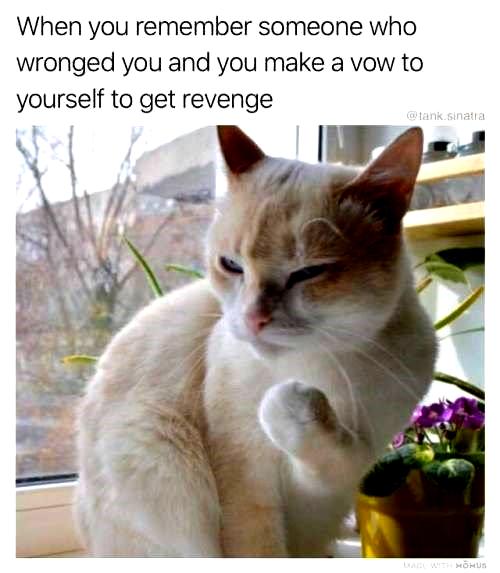 When you remember someone who
wronged you and you make a vow to
yourself to get revenge
@tank.sinatra
MADE WITH MOMUS